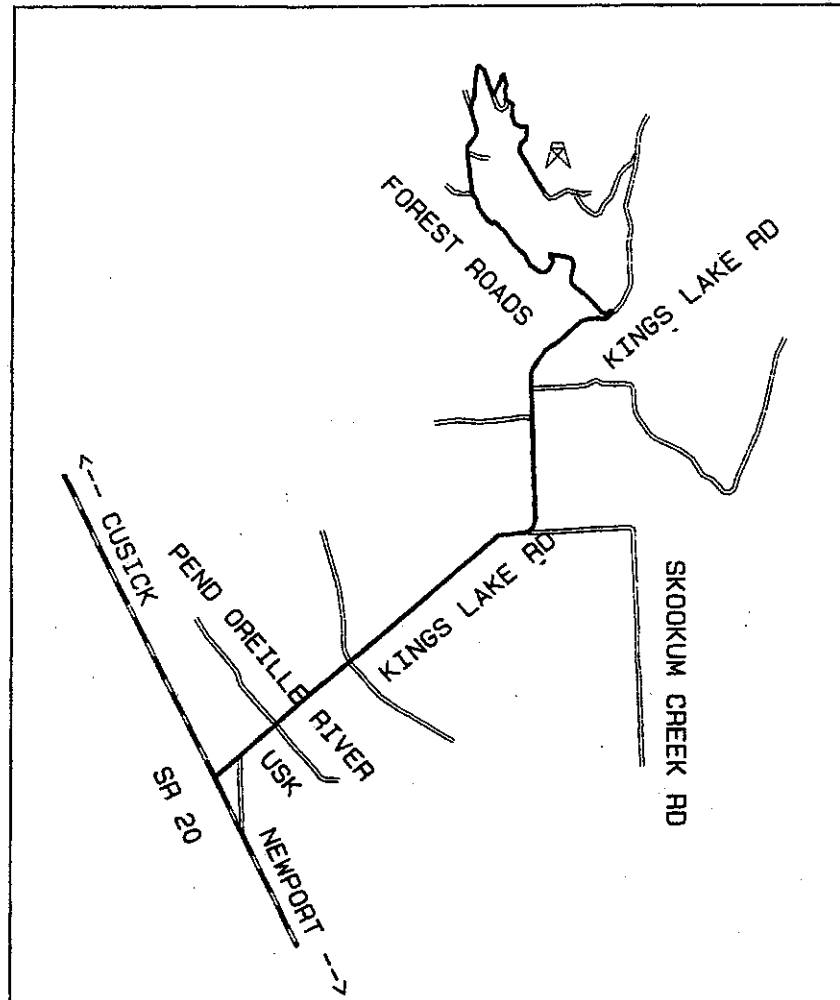 FOREST ROADS
KINGS LAKE RD
<--- CUSICK
PEND OREILLE RIVER
KINGS LAKE RD
SKOOKUM CREEK RD
USK
SR 20
NEWPORT --->